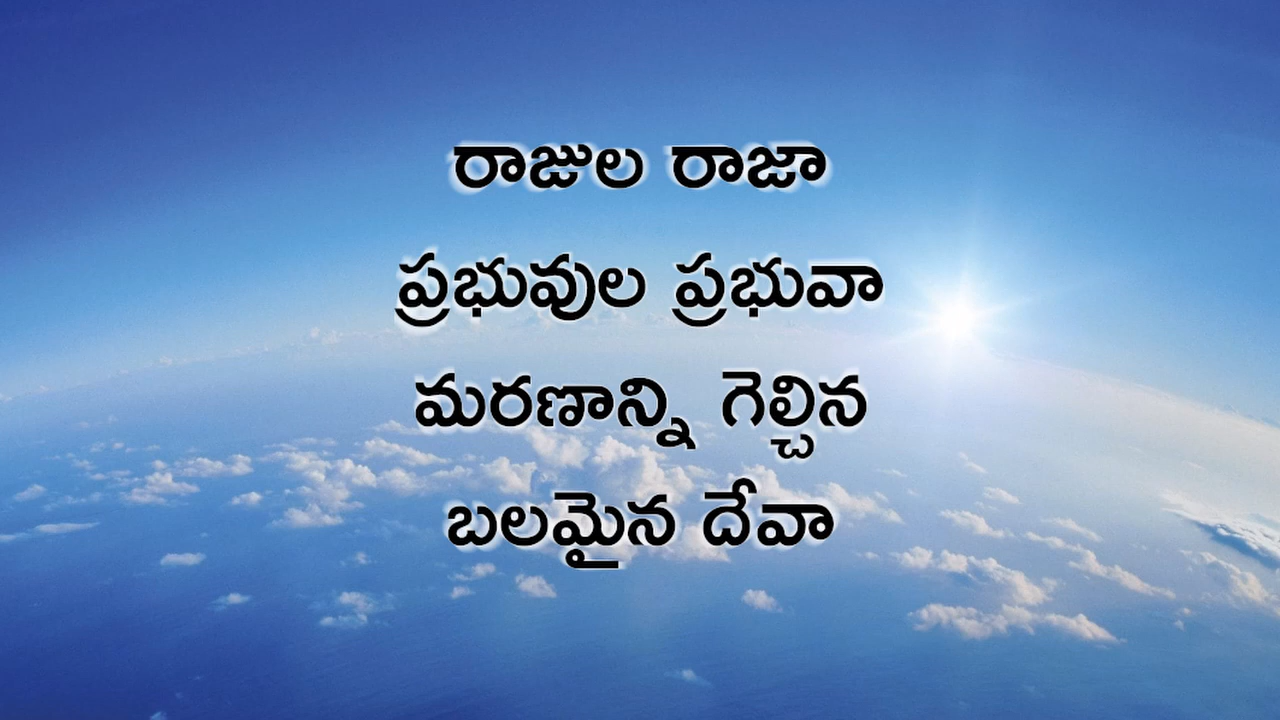 రాజుల రాజా
ప్రభువుల ప్రభువా
మరణాన్ని గెల్చిన
బలమైన దేవా